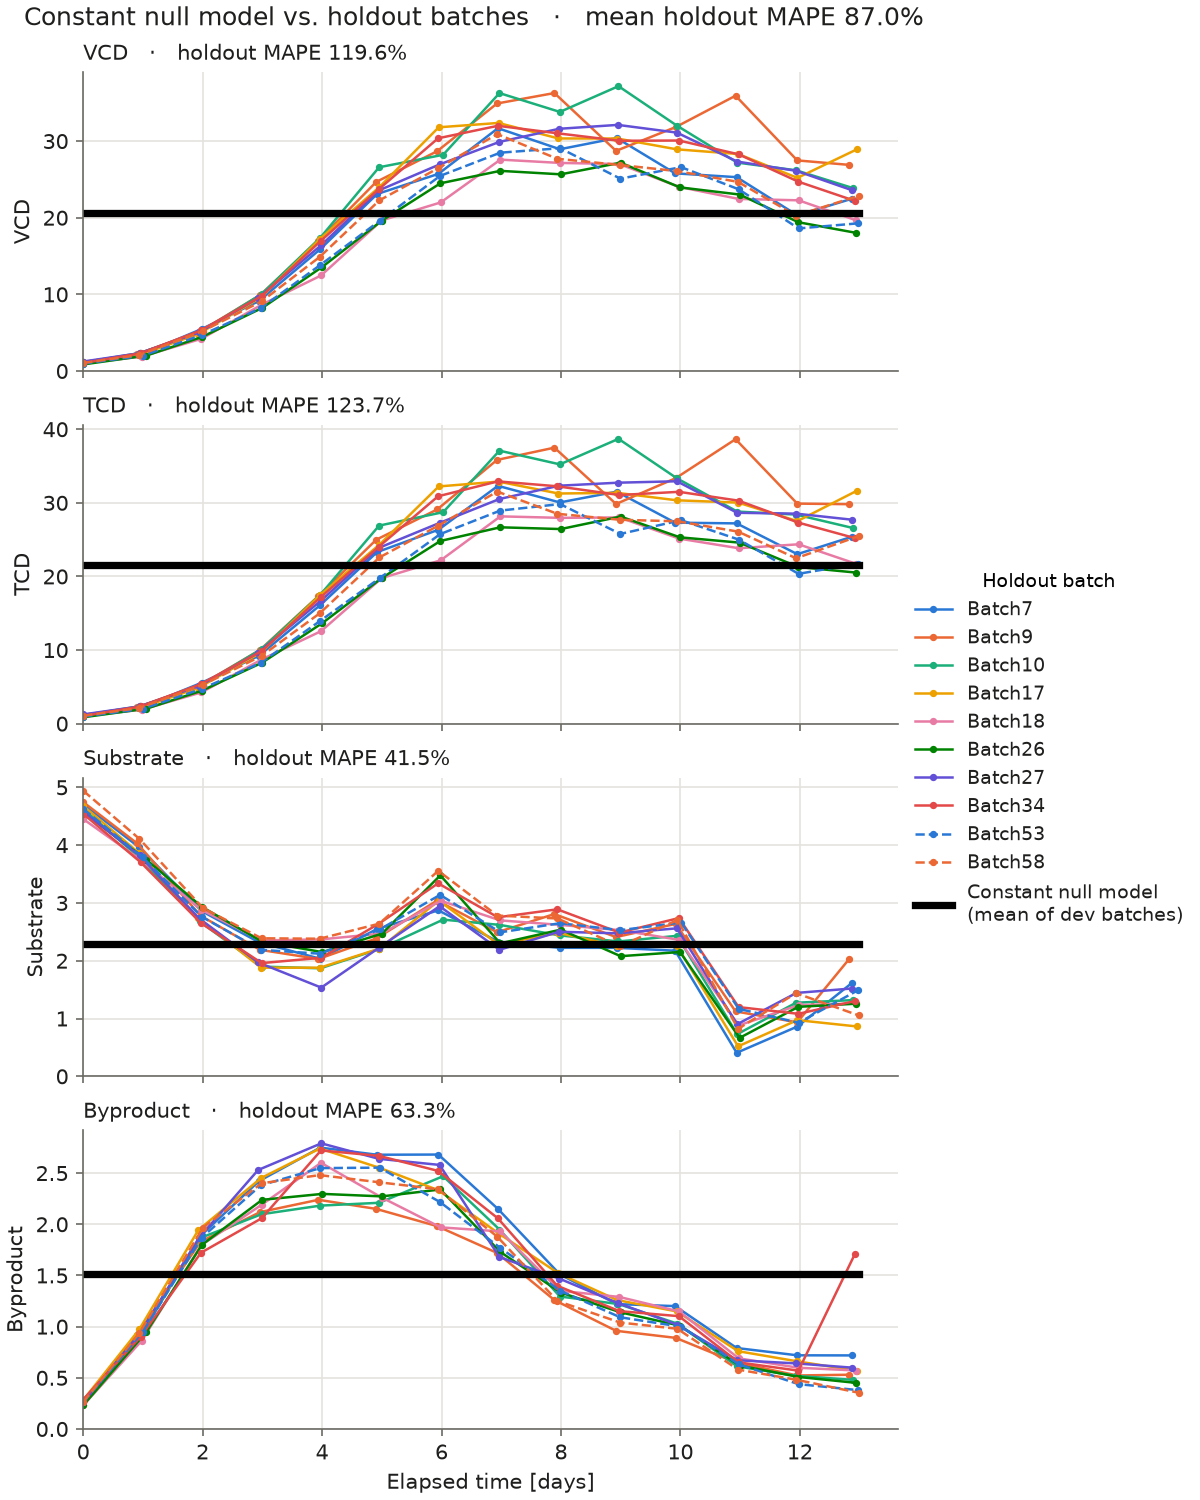 Constant null model vs. holdout batches · mean holdout MAPE 87.0%
VCD · holdout MAPE 119.6%
30
20
10
0
VCD
TCD · holdout MAPE 123.7%
40
30
20
10
0
TCD
Substrate · holdout MAPE 41.5%
5
4
3
2
1
0
Substrate
Byproduct · holdout MAPE 63.3%
2.5
2.0
1.5
1.0
0.5
0.0
Byproduct
0 2 4 6 8 10 12
Elapsed time [days]
Holdout batch
Batch7
Batch9
Batch10
Batch17
Batch18
Batch26
Batch27
Batch34
Batch53
Batch58
Constant null model
(mean of dev batches)